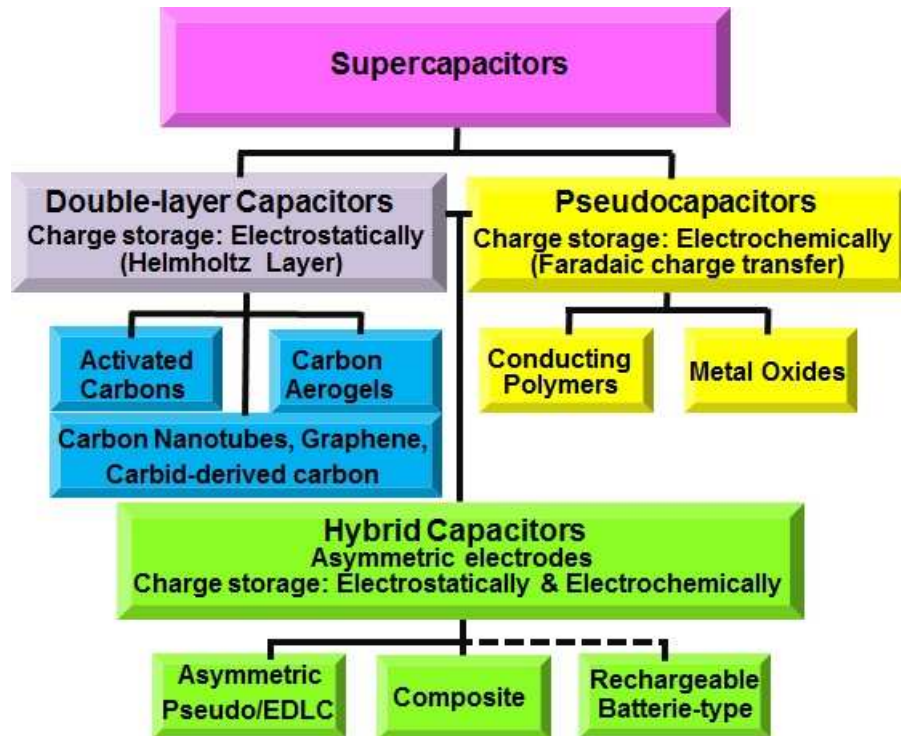 Supercapacitors
Double-layer Capacitors
Charge storage: Electrostatically
(Helmholtz Layer)
Pseudocapacitors
Charge storage: Electrochemically
(Faradaic charge transfer)
Activated
Carbons
Carbon
Aerogels
Conducting
Polymers
Metal Oxides
Carbon Nanotubes, Graphene,
Carbid-derived carbon
Hybrid Capacitors
Asymmetric electrodes
Charge storage: Electrostatically & Electrochemically
Asymmetric
Pseudo/EDLC
Composite
Rechargeable
Batterie-type